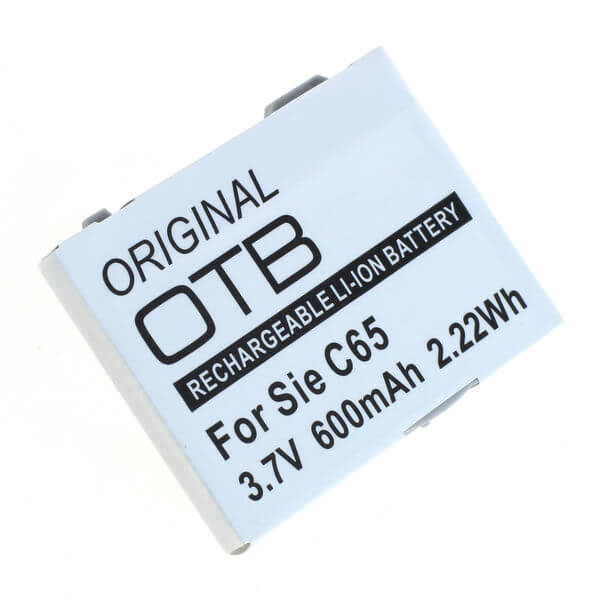 ORIGINAL
OTB
RECHARGEABLE LI-ION BATTERY
For Sie C65
3.7V 600mAh 2.22Wh